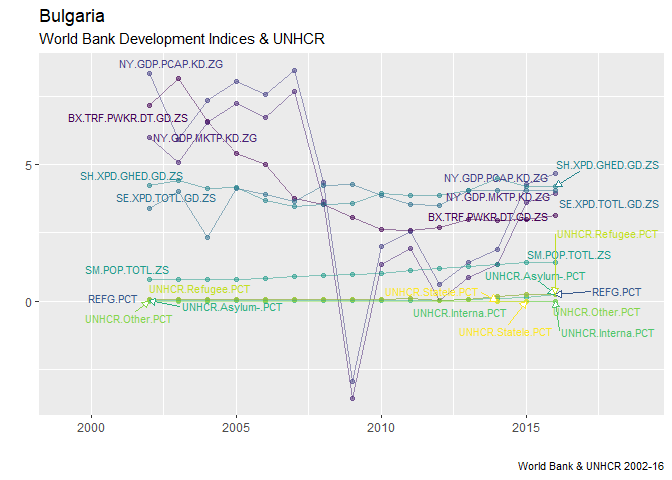 Bulgaria
World Bank Development Indices & UNHCR
NY.GDP.PCAP.KD.ZG
BX.TRF.PWKR.DT.GD.ZS
NY.GDP.MKTP.KD.ZG
SH.XPD.GHED.GD.ZS
SE.XPD.TOTL.GD.ZS
SM.POP.TOTL.ZS
UNHCR.Refugee.PCT
REFG.PCT
UNHCR.Asylum-.PCT
UNHCR.Other.PCT
SH.XPD.GHED.GD.ZS
NY.GDP.PCAP.KD.ZG
NY.GDP.MKTP.KD.ZG
SE.XPD.TOTL.GD.ZS
BX.TRF.PWKR.DT.GD.ZS
UNHCR.Refugee.PCT
SM.POP.TOTL.ZS
UNHCR.Asylum-.PCT
UNHCR.Statele.PCT
REFG.PCT
UNHCR.Interna.PCT
UNHCR.Other.PCT
UNHCR.Statele.PCT
UNHCR.Interna.PCT
5
0
2000
2005
2010
2015
World Bank & UNHCR 2002-16